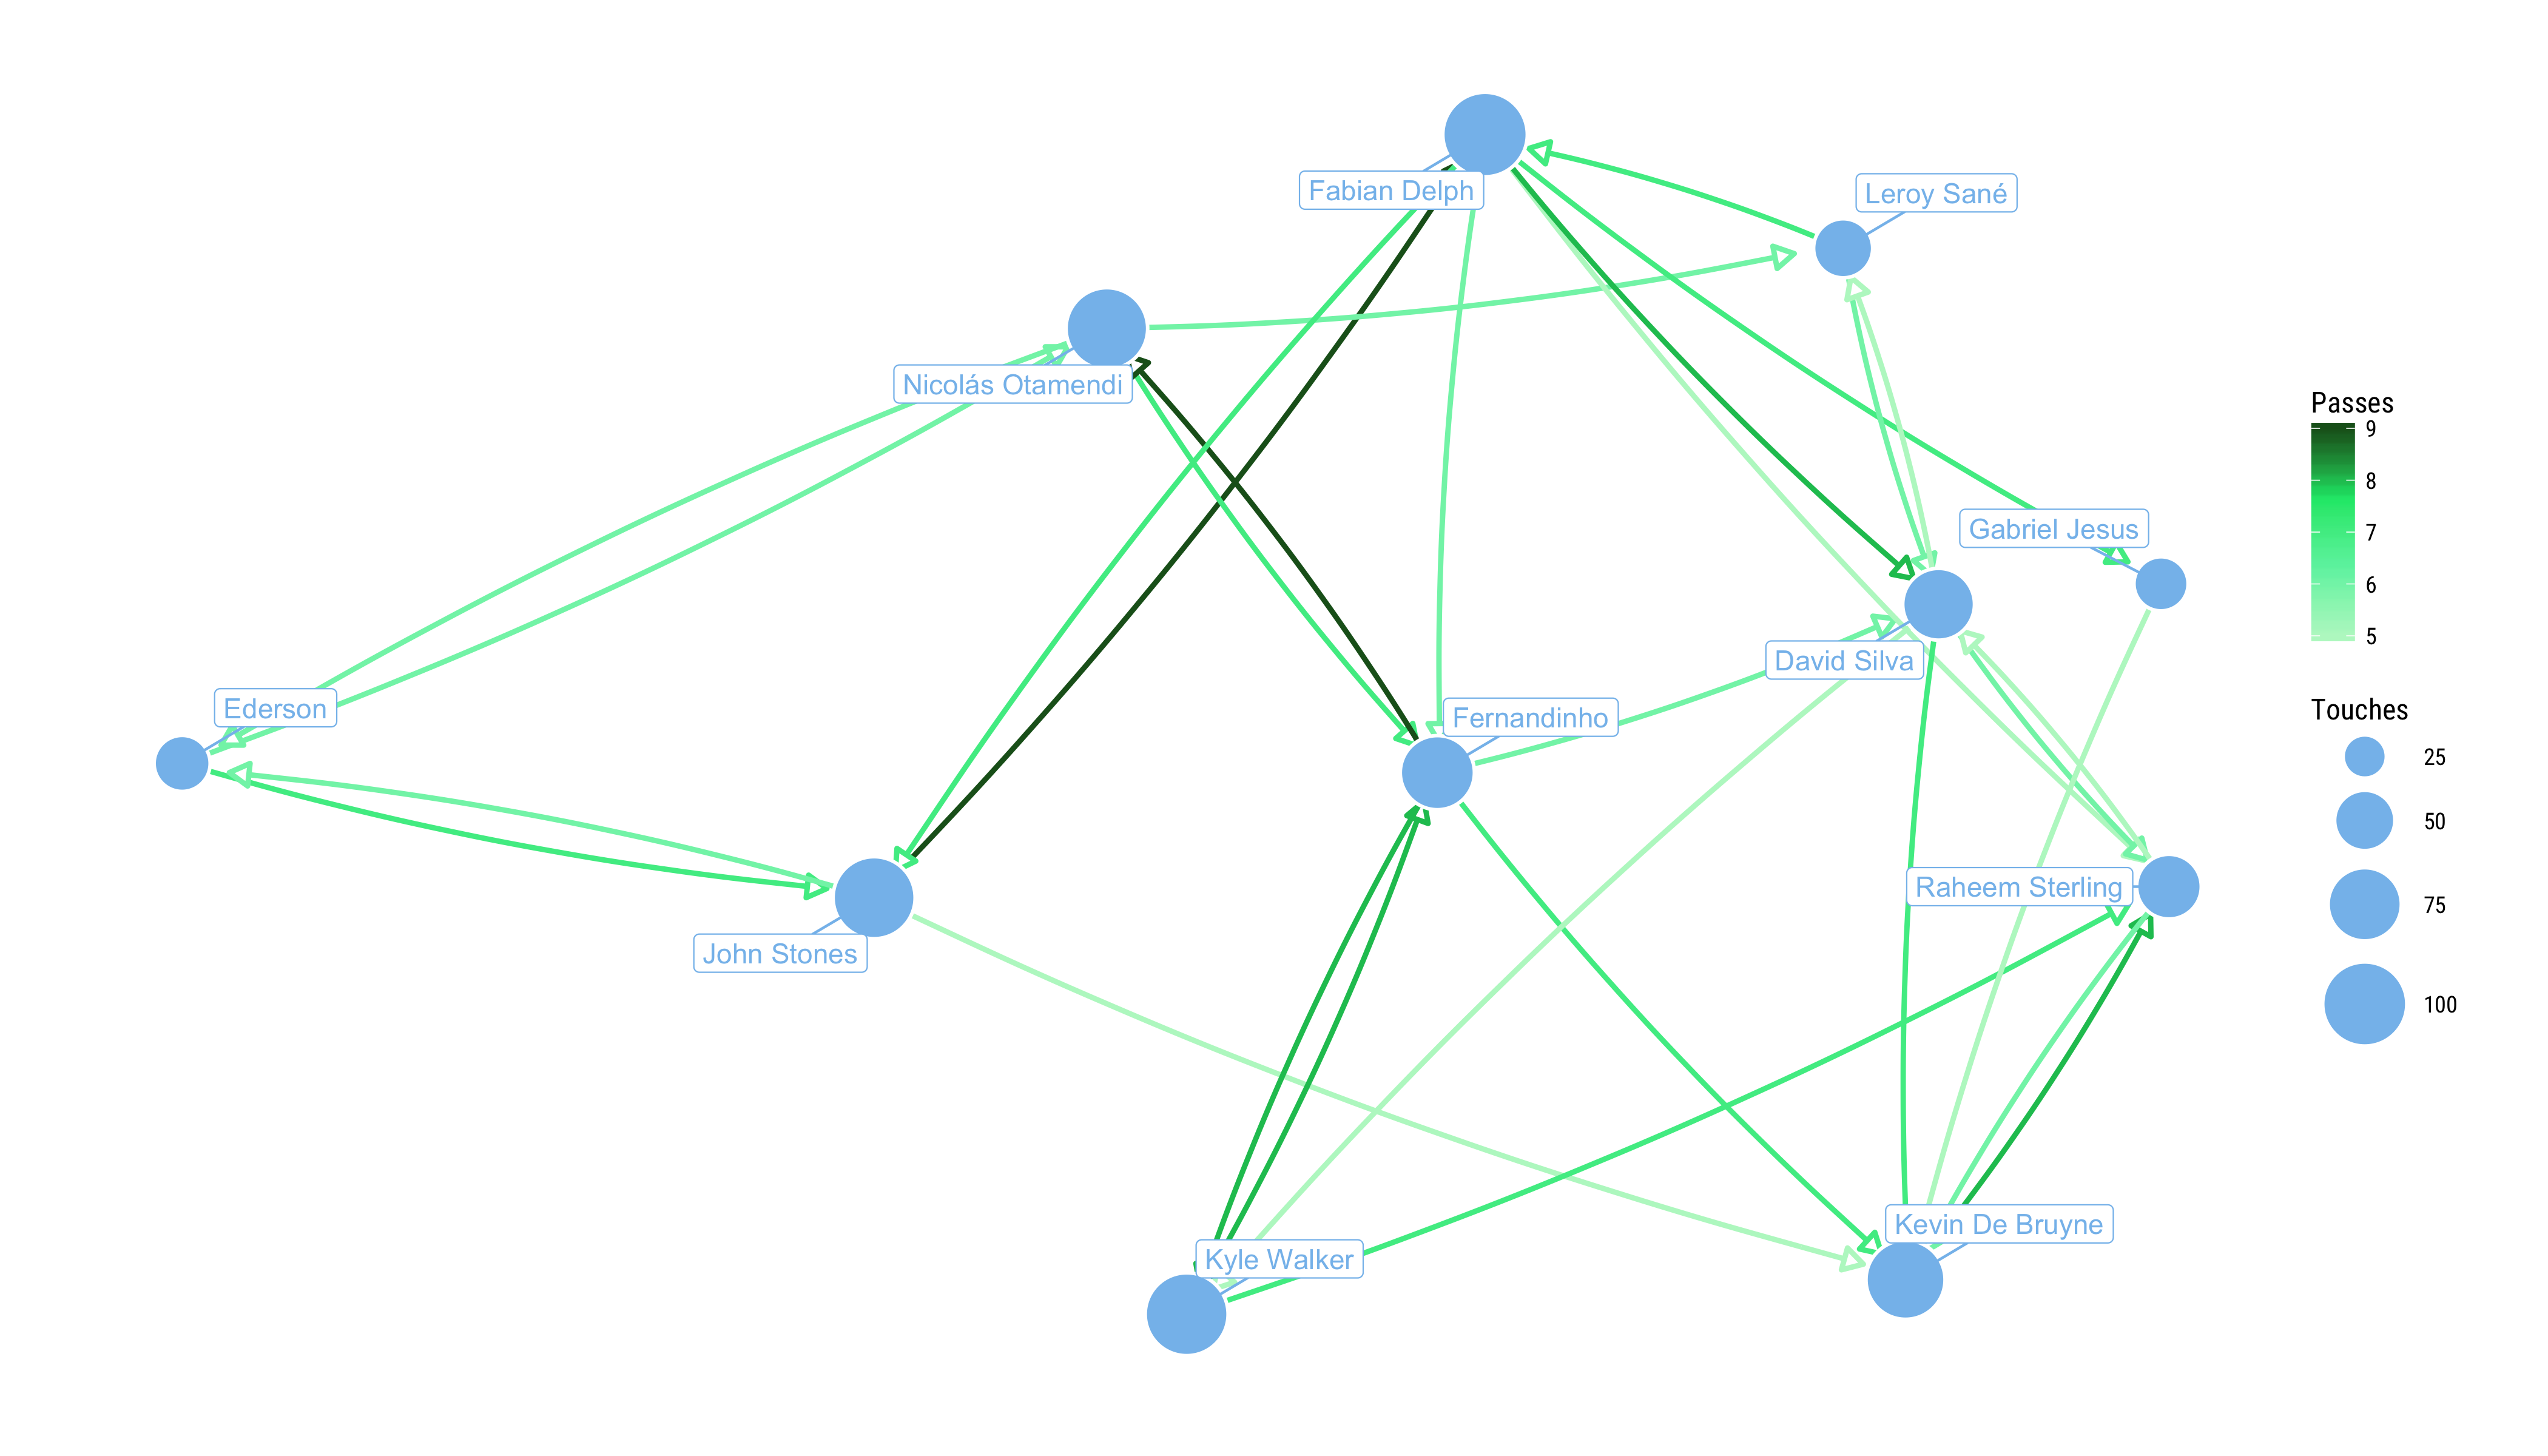 Fabian Delph
Leroy Sané
Nicolás Otamendi
Gabriel Jesus
David Silva
Ederson
Fernandinho
Raheem Sterling
John Stones
Kevin De Bruyne
Kyle Walker
Passes
9
8
7
6
5
Touches
25
50
75
100